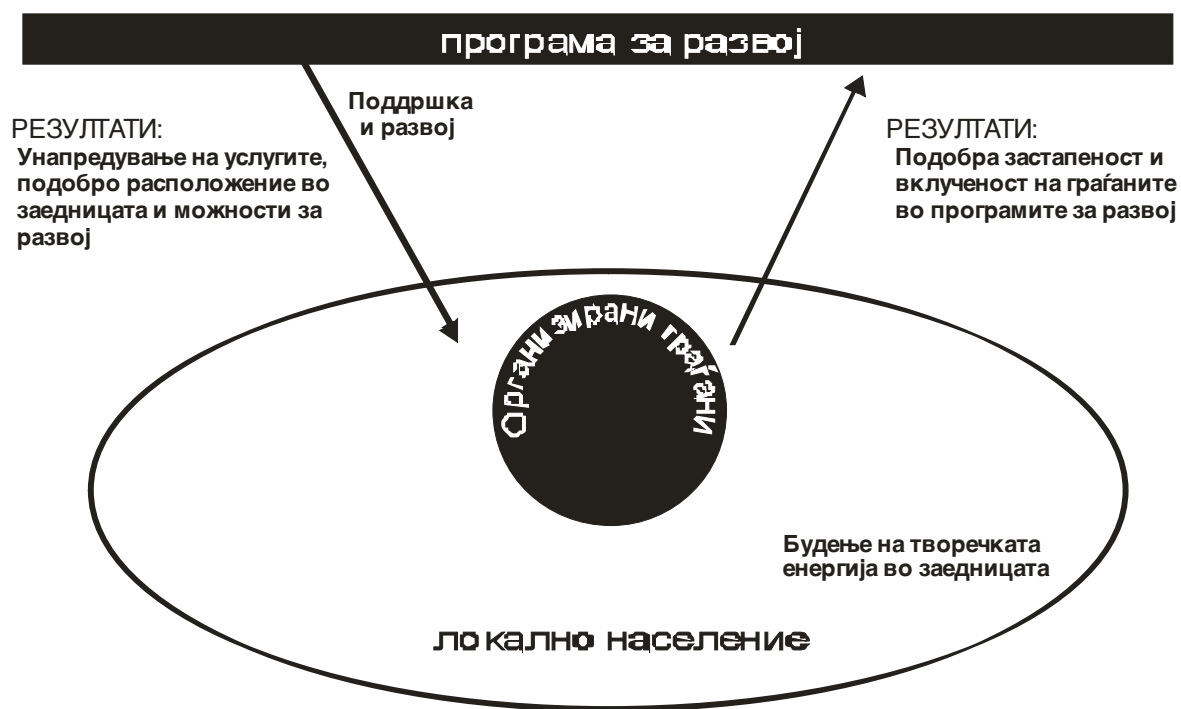 програма за развој
Поддршка
и развој
РЕЗУЛТАТИ:
Унапредување на услугите,
подобро расположение во
заедницата и можности за
развој
РЕЗУЛТАТИ:
Подобра застапеност и
вклученост на граѓаните
во програмите за развој
Организирани граѓани
Будење на творечката
енергија во заедницата
локално население